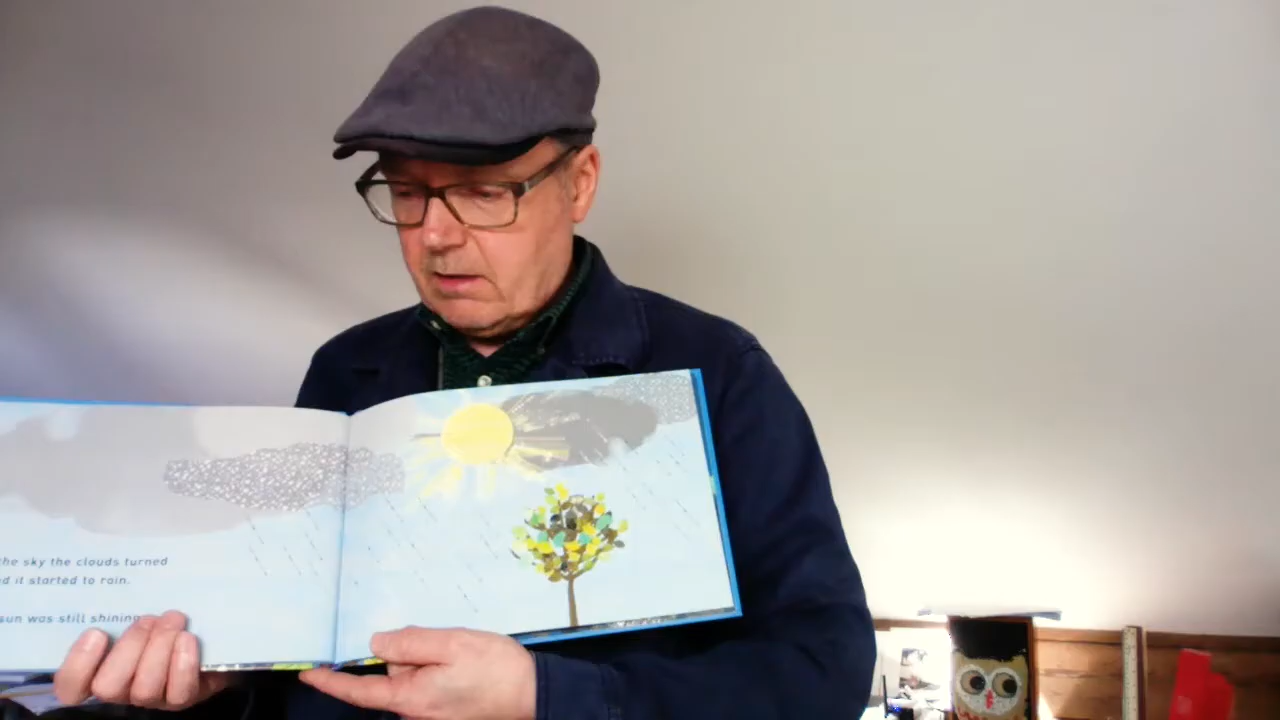 the sky the clouds turned
d it started to rain.
sun was still shining